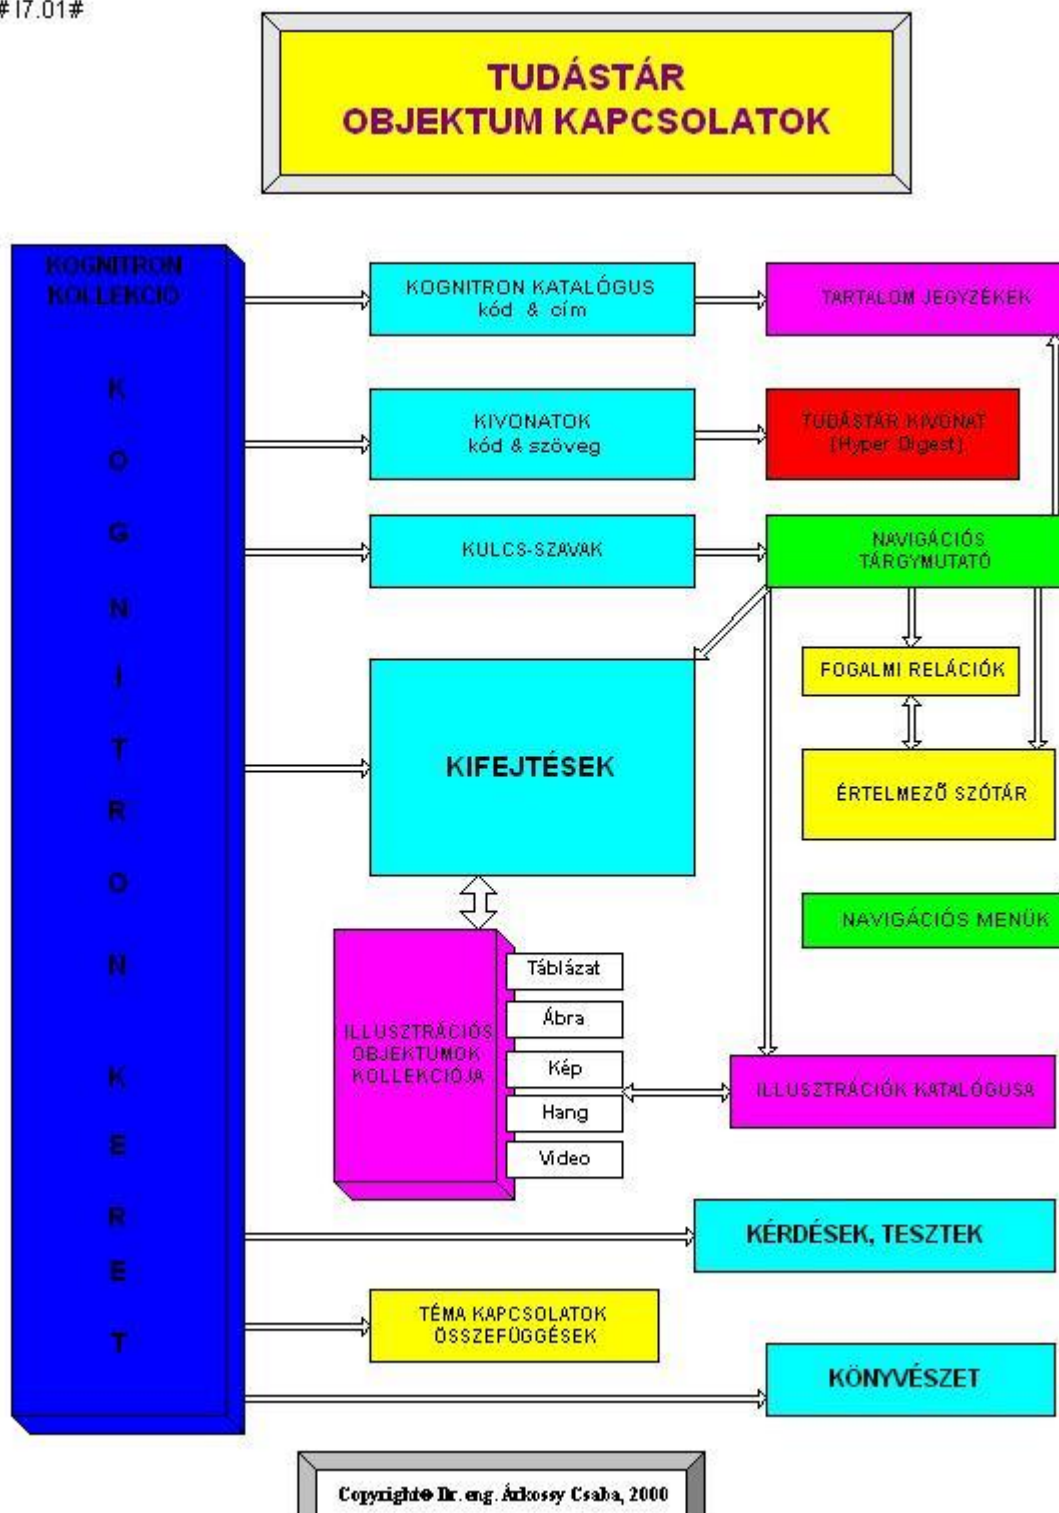 # I7.01#
TUDÁSTÁR
OBJEKTUM KAPCSOLATOK
KOGNITRON
KOLLEKCIÓ
K
O
G
N
I
T
R
O
N
K
E
R
E
T
KOGNITRON KATALÓGUS
kód & cím
TARTALOM JEGYZÉKEK
KIVONATOK
kód & szöveg
TUDÁSTÁR KIVONAT
(Hyper Digest)
KULCS-SZAVAK
NAVIGÁCIÓS
TÁRGYMUTATÓ
FOGALMI RELÁCIÓK
KIFEJTÉSEK
ÉRTELMEZŐ SZÓTÁR
NAVIGÁCIÓS MENÜK
ILLUSZTRÁCIÓS
OBJEKTUMOK
KOLLEKCIÓJA
Táblázat
Ábra
Kép
Hang
Video
ILLUSZTRÁCIÓK KATALÓGUSA
KÉRDÉSEK, TESZTEK
TÉMA KAPCSOLATOK
ÖSSZEFÜGGÉSEK
KÖNYVÉSZET
Copyright© Dr. eng. Árkossy Csaba, 2000